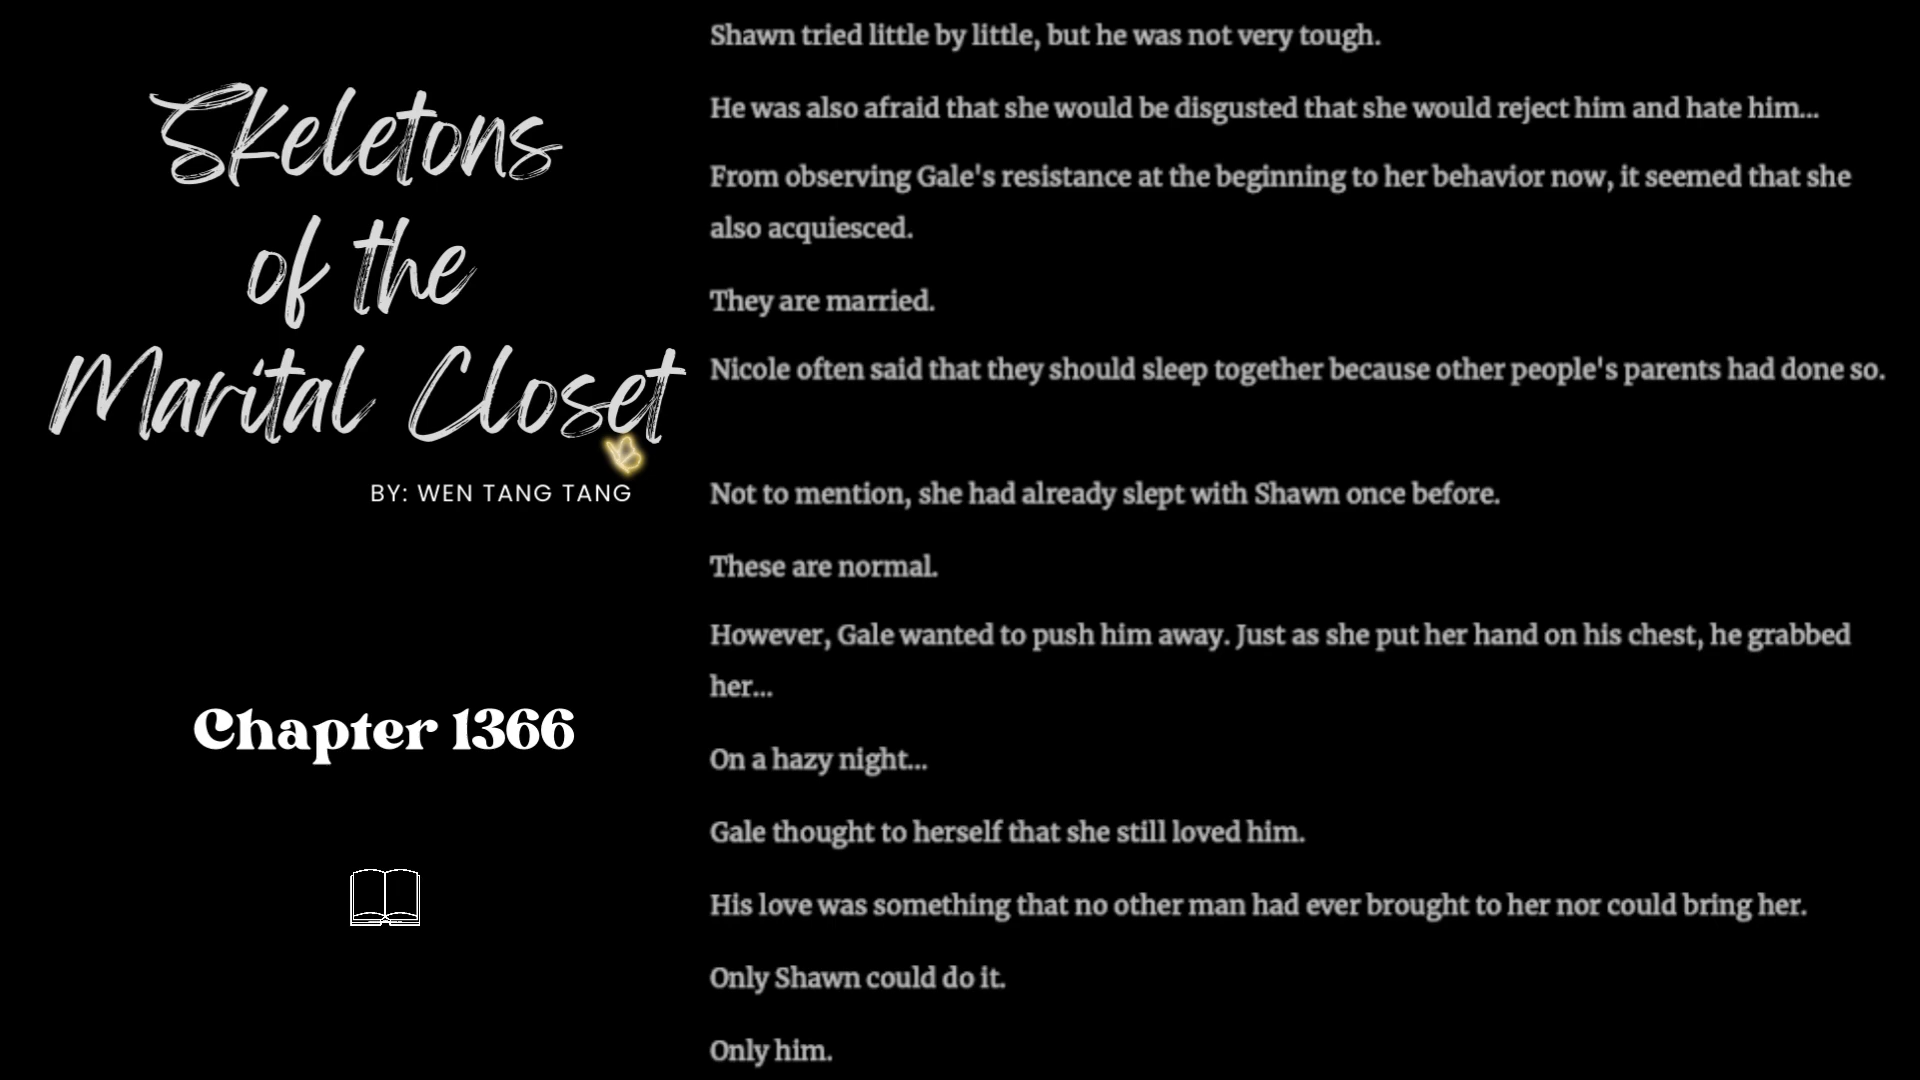 Skeletons
of the
Marital Closet
BY: WEN TANG TANG
Chapter 1366
Shawn tried little by little, but he was not very tough.
He was also afraid that she would be disgusted that she would reject him and hate him...
From observing Gale's resistance at the beginning to her behavior now, it seemed that she
also acquiesced.
They are married.
Nicole often said that they should sleep together because other people's parents had done so.
Not to mention, she had already slept with Shawn once before.
These are normal.
However, Gale wanted to push him away. Just as she put her hand on his chest, he grabbed
her...
On a hazy night...
Gale thought to herself that she still loved him.
His love was something that no other man had ever brought to her nor could bring her.
Only Shawn could do it.
Only him.